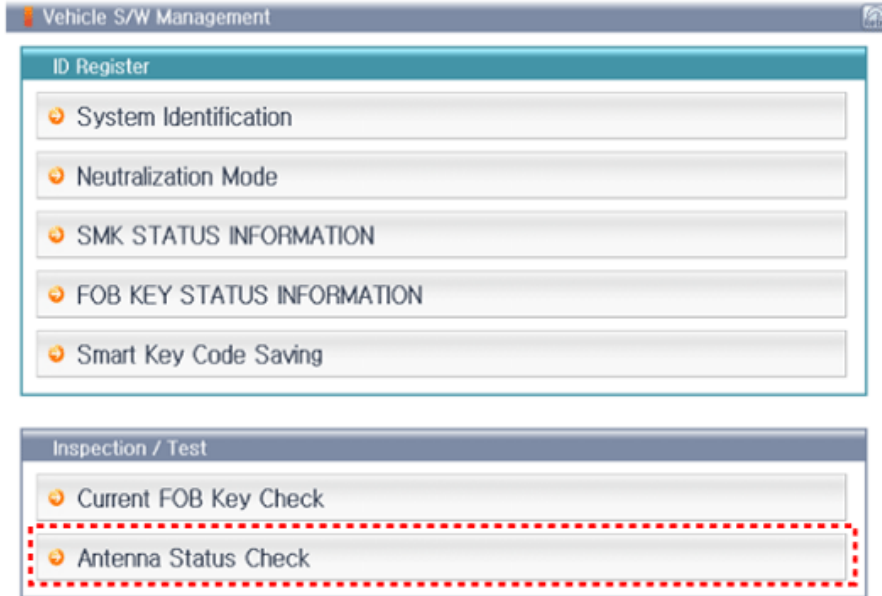 Vehicle S/W Management
ID Register
System Identification
Neutralization Mode
SMK STATUS INFORMATION
FOB KEY STATUS INFORMATION
Smart Key Code Saving
Inspection / Test
Current FOB Key Check
Antenna Status Check